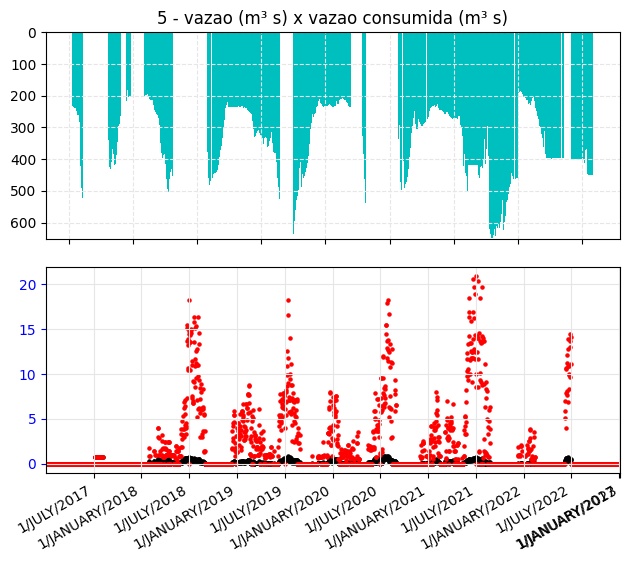 5 - vazao (m³ s) x vazao consumida (m³ s)
0
100
200
300
400
500
600
20
15
10
5
0
1/JULY/2017
1/JANUARY/2018
1/JULY/2018
1/JANUARY/2019
1/JULY/2019
1/JANUARY/2020
1/JULY/2020
1/JANUARY/2021
1/JULY/2021
1/JANUARY/2022
1/JULY/2022
1/JANUARY/2023